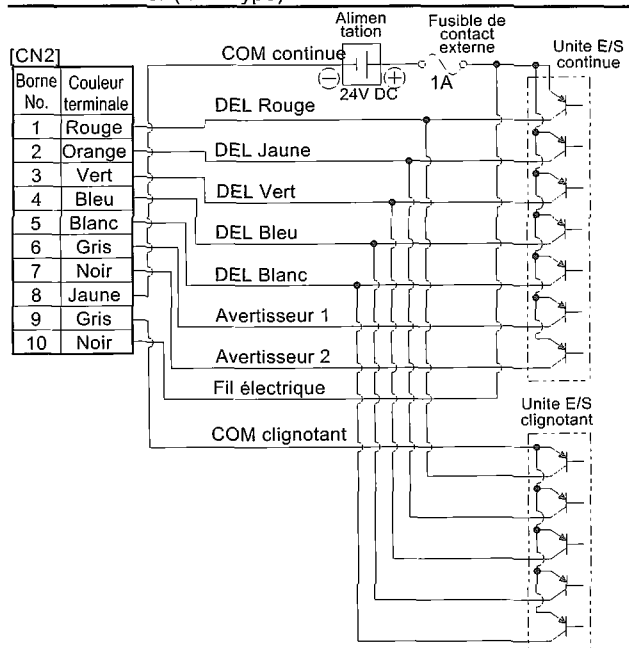 Alimen
tation
Fusible de
contact
externe
Unite E/S
continue
[CN2]
COM continue
24V DC
1A
Borne No. Couleur terminale
1 Rouge
2 Orange
3 Vert
4 Bleu
5 Blanc
6 Gris
7 Noir
8 Jaune
9 Gris
10 Noir
DEL Rouge
DEL Jaune
DEL Vert
DEL Bleu
DEL Blanc
Avertisseur 1
Avertisseur 2
Fil électrique
COM clignotant
Unite E/S
clignotant